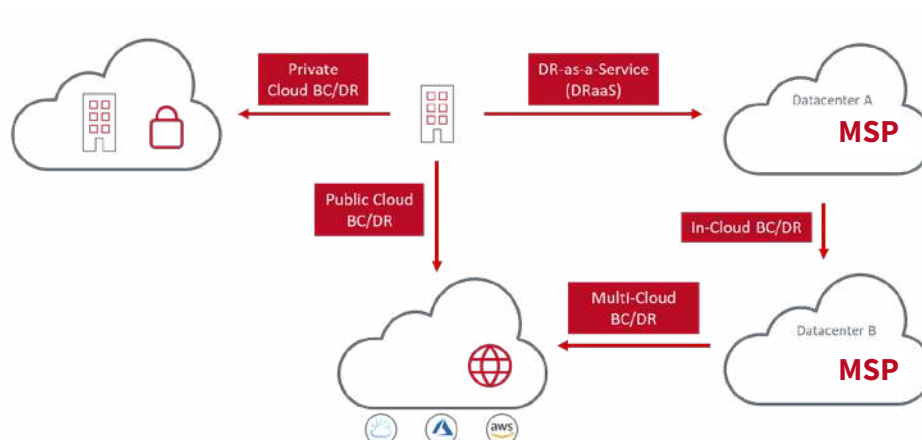 Private
Cloud BC/DR
DR-as-a-Service
(DRaaS)
Datacenter A
MSP
Public Cloud
BC/DR
In-Cloud BC/DR
Multi-Cloud
BC/DR
Datacenter B
MSP
aws